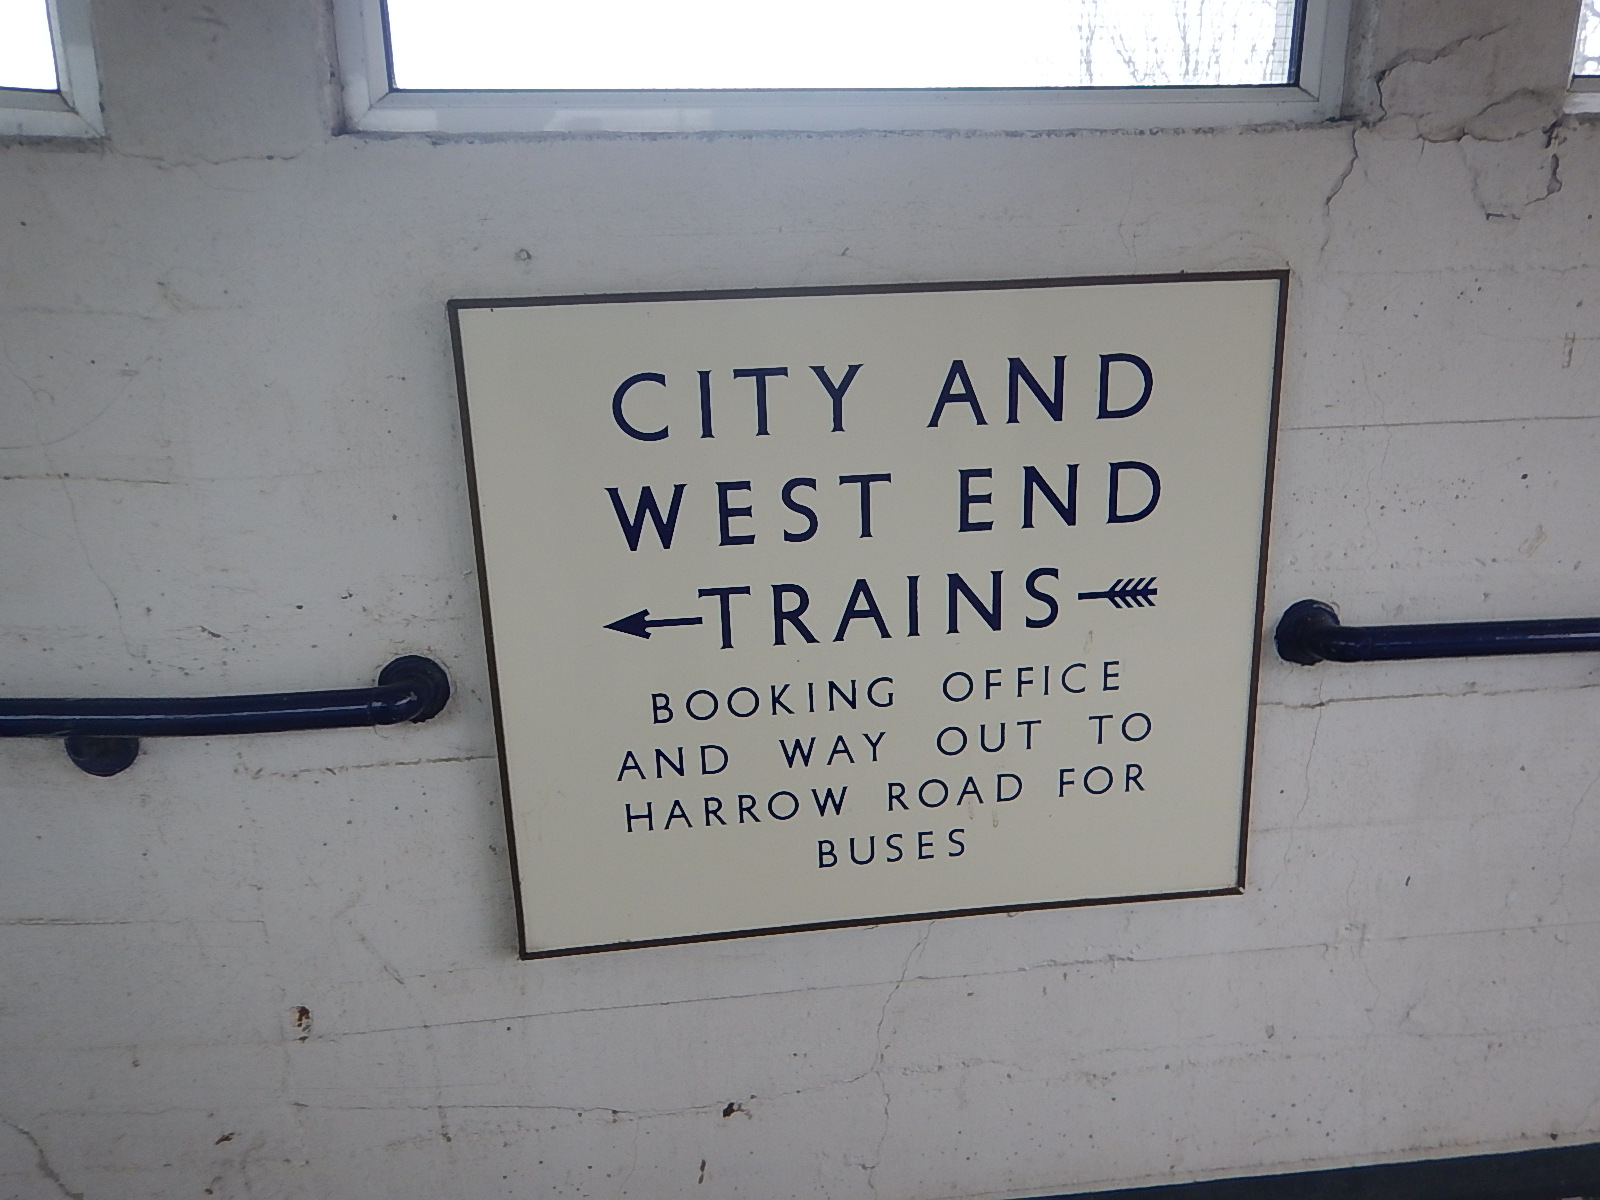 CITY AND
WEST END
TRAINS
BOOKING OFFICE
AND WAY OUT TO
HARROW ROAD FOR
BUSES